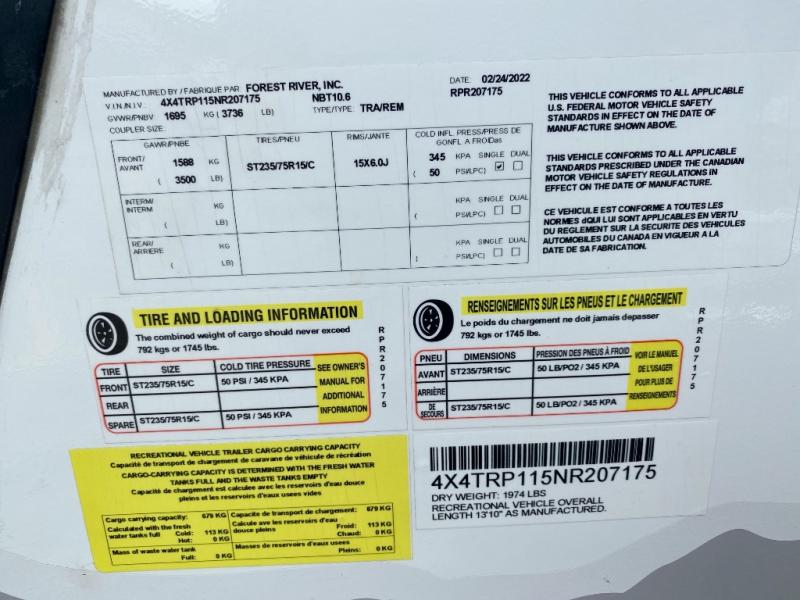 MANUFACTURED BY / FABRIQUE PAR FOREST RIVER, INC. DATE: 02/24/2022
V.I.N./N.I.V.: 4X4TRP115NR207175 NBT10.6 RPR207175
GVWR/PNBV 1695 KG ( 3736 LB) TYPE/TYPE: TRA/REM
COUPLER SIZE:
GAWR/PNBE TIRES/PNEU RIMS/JANTE COLD INFL. PRESS/PRESS DE
GONFL A FROIDas
FRONT/
AVANT 1588 KG ST235/75R15/C 15X6.0J 345 KPA SINGLE DUAL
( 3500 LB) ( 50 PSI/LPC)
INTERM/
INTERM KG KPA SINGLE DUAL
( LB) ( PSI/LPC)
REAR/
ARRIERE KG KPA SINGLE DUAL
( LB) ( PSI/LPC)
THIS VEHICLE CONFORMS TO ALL APPLICABLE
U.S. FEDERAL MOTOR VEHICLE SAFETY
STANDARDS IN EFFECT ON THE DATE OF
MANUFACTURE SHOWN ABOVE.
THIS VEHICLE CONFORMS TO ALL APPLICABLE
STANDARDS PRESCRIBED UNDER THE CANADIAN
MOTOR VEHICLE SAFETY REGULATIONS IN
EFFECT ON THE DATE OF MANUFACTURE.
CE VEHICULE EST CONFORME A TOUTES LES
NORMES dQUI LUI SONT APPLICABLES EN VERTU
DU REGLEMENT SUR LA SECURITE DES VEHICULES
AUTOMOBILES DU CANADA EN VIGUEUR A LA
DATE DE SA FABRICATION.
TIRE AND LOADING INFORMATION
The combined weight of cargo should never exceed
792 kgs or 1745 lbs.
TIRE SIZE COLD TIRE PRESSURE SEE OWNER'S
MANUAL FOR
ADDITIONAL
INFORMATION
FRONT ST235/75R15/C 50 PSI / 345 KPA
REAR
SPARE ST235/75R15/C 50 PSI / 345 KPA
RPR207175
RENSEIGNEMENTS SUR LES PNEUS ET LE CHARGEMENT
Le poids du chargement ne doit jamais depasser
792 kgs or 1745 lbs.
PNEU DIMENSIONS PRESSION DES PNEUS À FROID VOIR LE MANUEL
DE L'USAGER
POUR PLUS DE
RENSEIGNEMENTS
AVANT ST235/75R15/C 50 LB/PO2 / 345 KPA
ARRIÈRE
DE
SECOURS ST235/75R15/C 50 LB/PO2 / 345 KPA
RPR207175
RECREATIONAL VEHICLE TRAILER CARGO CARRYING CAPACITY
Capacité de transport de chargement de caravane de véhicule de récréation
CARGO-CARRYING CAPACITY IS DETERMINED WITH THE FRESH WATER
TANKS FULL AND THE WASTE TANKS EMPTY
Capacité de transport de chargement est calculée avec les reservoirs d'eau douce
pleins et les reservoirs d'eaux usees vides
Cargo carrying capacity: 679 KG
Calculated with the fresh
water tanks full Cold: 113 KG
Hot: 0 KG
Mass of waste water tank
Full: 0 KG
Capacite de transport de chargement: 679 KG
Calcule avec les reservoirs d'eau
douce pleins Froid: 113 KG
Chaud: 0 KG
Masses de reservoirs d'eaux usees
Pleins: 0 KG
4X4TRP115NR207175
DRY WEIGHT: 1974 LBS
RECREATIONAL VEHICLE OVERALL
LENGTH 13'10" AS MANUFACTURED.